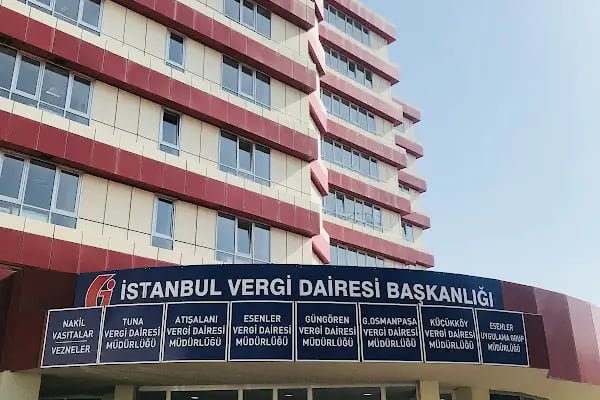 İSTANBUL VERGİ DAİRESİ BAŞKANLIĞI
NAKİL
VASITALAR
VEZNELER
TUNA
VERGİ DAİRESİ
MÜDÜRLÜĞÜ
ATIŞALANI
VERGİ DAİRESİ
MÜDÜRLÜĞÜ
ESENLER
VERGİ DAİRESİ
MÜDÜRLÜĞÜ
GÜNGÖREN
VERGİ DAİRESİ
MÜDÜRLÜĞÜ
G.OSMANPAŞA
VERGİ DAİRESİ
MÜDÜRLÜĞÜ
KÜÇÜKKÖY
VERGİ DAİRESİ
MÜDÜRLÜĞÜ
ESENLER
UYGULAMA GRUP
MÜDÜRLÜĞÜ